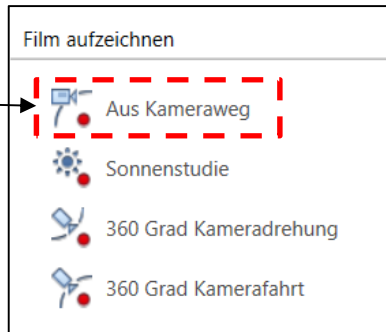 Film aufzeichnen
Aus Kameraweg
Sonnenstudie
360 Grad Kameradrehung
360 Grad Kamerafahrt